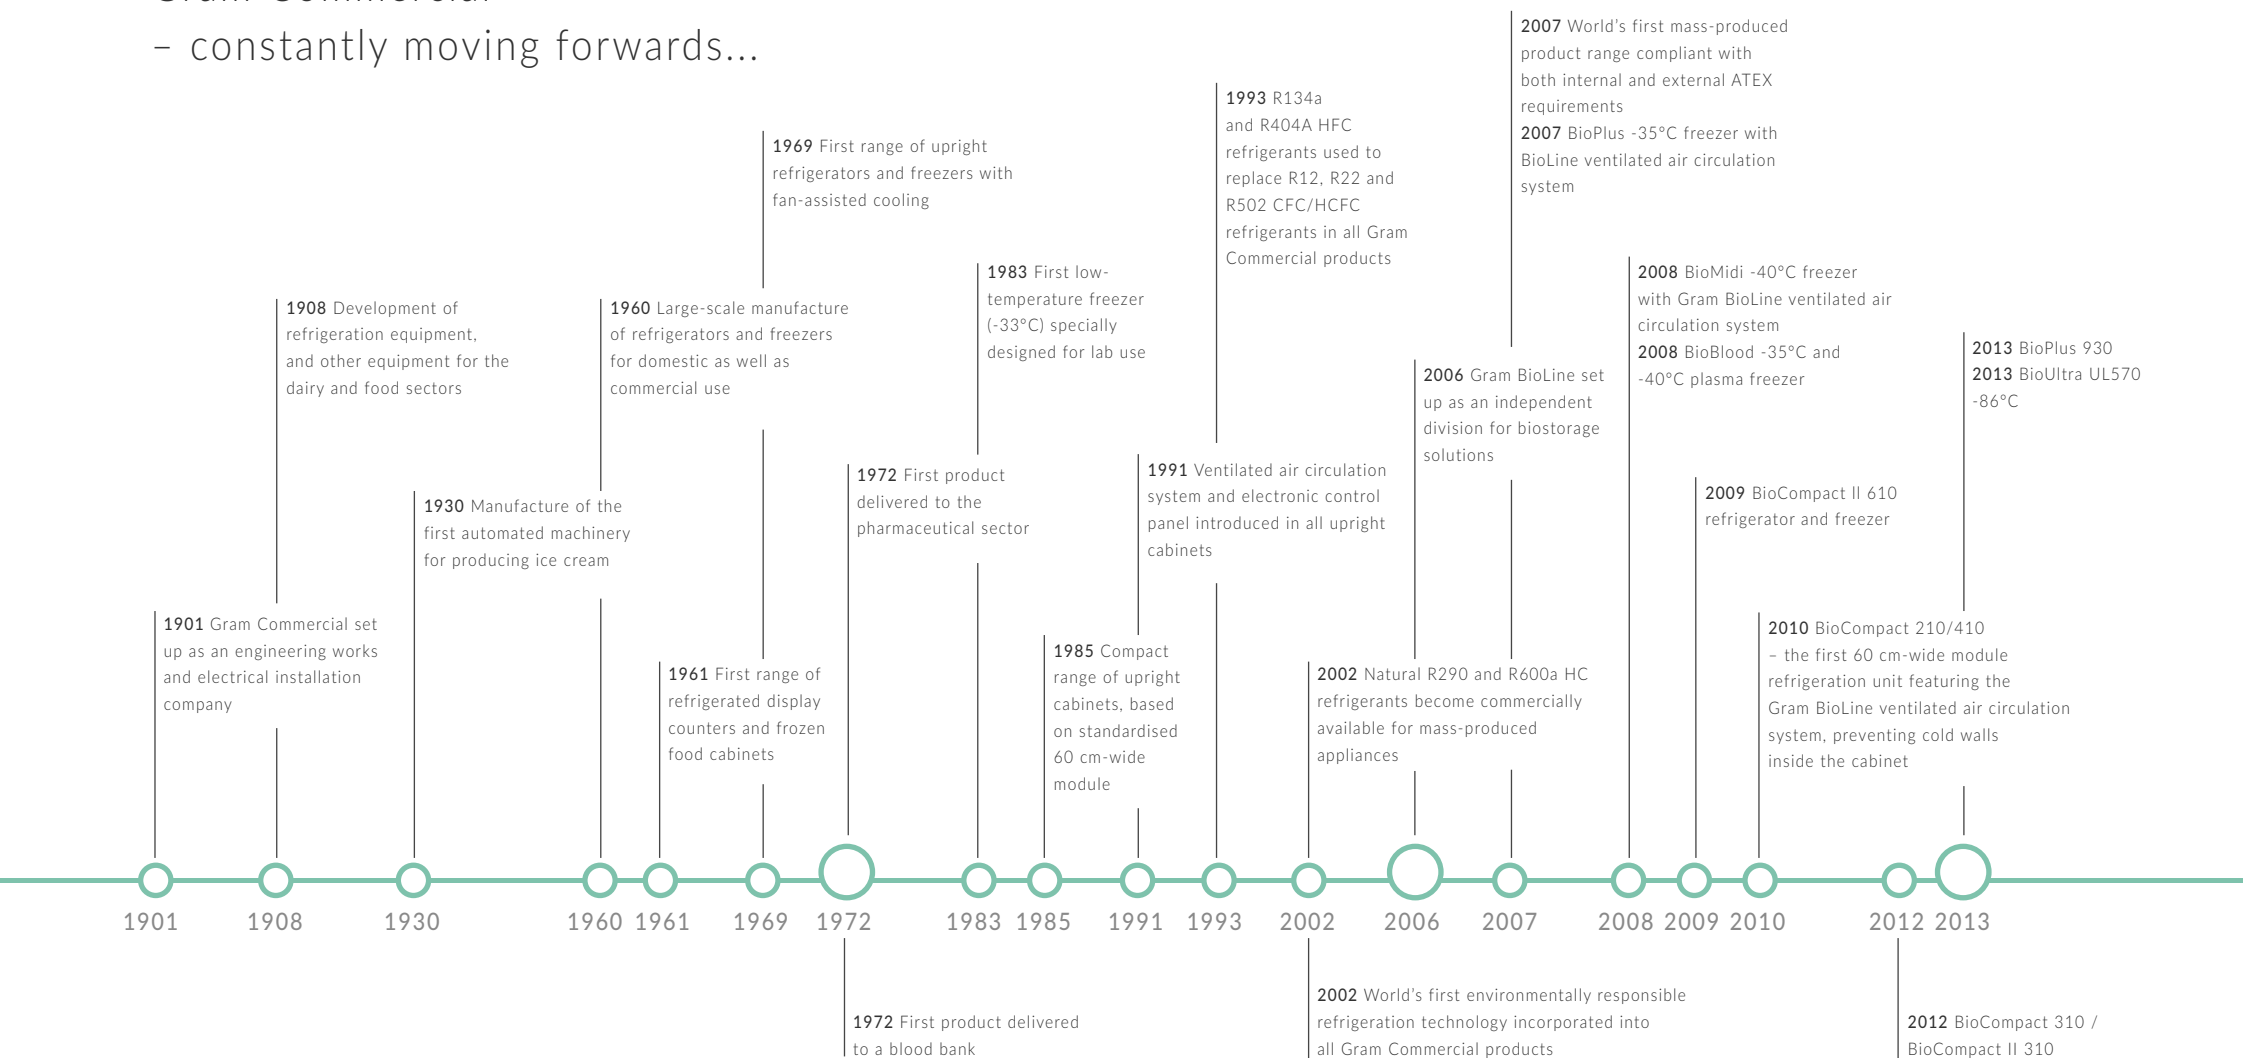 – constantly moving forwards...
2007 World's first mass-produced
product range compliant with
both internal and external ATEX
requirements
2007 BioPlus -35°C freezer with
BioLine ventilated air circulation
system
1993 R134a
and R404A HFC
refrigerants used to
replace R12, R22 and
R502 CFC/HCFC
refrigerants in all Gram
Commercial products
1969 First range of upright
refrigerators and freezers with
fan-assisted cooling
1983 First low-
temperature freezer
(-33°C) specially
designed for lab use
2008 BioMidi -40°C freezer
with Gram BioLine ventilated air
circulation system
2008 BioBlood -35°C and
-40°C plasma freezer
1908 Development of
refrigeration equipment,
and other equipment for the
dairy and food sectors
1960 Large-scale manufacture
of refrigerators and freezers
for domestic as well as
commercial use
2013 BioPlus 930
2013 BioUltra UL570
-86°C
2006 Gram BioLine set
up as an independent
division for biostorage
solutions
1972 First product
delivered to the
pharmaceutical sector
1991 Ventilated air circulation
system and electronic control
panel introduced in all upright
cabinets
2009 BioCompact II 610
refrigerator and freezer
1930 Manufacture of the
first automated machinery
for producing ice cream
1901 Gram Commercial set
up as an engineering works
and electrical installation
company
1961 First range of
refrigerated display
counters and frozen
food cabinets
1985 Compact
range of upright
cabinets, based
on standardised
60 cm-wide
module
2002 Natural R290 and R600a HC
refrigerants become commercially
available for mass-produced
appliances
2010 BioCompact 210/410
– the first 60 cm-wide module
refrigeration unit featuring the
Gram BioLine ventilated air circulation
system, preventing cold walls
inside the cabinet
1901 1908 1930 1960 1961 1969 1972 1983 1985 1991 1993 2002 2006 2007 2008 2009 2010 2012 2013
1972 First product delivered
to a blood bank
2002 World's first environmentally responsible
refrigeration technology incorporated into
all Gram Commercial products
2012 BioCompact 310 /
BioCompact II 310